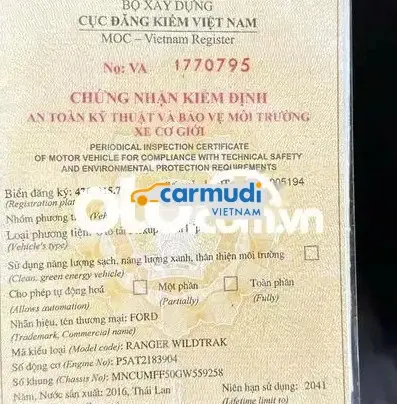 BỘ XÂY DỰNG
CỤC ĐĂNG KIỂM VIỆT NAM
MOC – Vietnam Register
No: VA 1770795
CHỨNG NHẬN KIỂM ĐỊNH
AN TOÀN KỸ THUẬT VÀ BẢO VỆ MÔI TRƯỜNG
XE CƠ GIỚI
PERIODICAL INSPECTION CERTIFICATE
OF MOTOR VEHICLE FOR COMPLIANCE WITH TECHNICAL SAFETY
AND ENVIRONMENTAL PROTECTION REQUIREMENTS
Biển đăng ký: 005194
(Registration
carmudi
VIETNAM
Nhóm phương
Loại phương tiện:
(Vehicle's type)
Sử dụng năng lượng sạch, năng lượng xanh, thân thiện môi trường
(Clean, green energy vehicle)
Cho phép tự động hoá Một phần Toàn phần
(Allows automation) (Partially) (Fully)
Nhãn hiệu, tên thương mại: FORD
(Trademark, Commercial name)
Mã kiểu loại (Model code): RANGER WILDTRAK
Số động cơ (Engine No): P5AT2183904
Số khung (Chassis No): MNCUMFF50GW559258
Năm, Nước sản xuất: 2016, Thái Lan Niên hạn sử dụng: 2041
(Lifetime limit to)